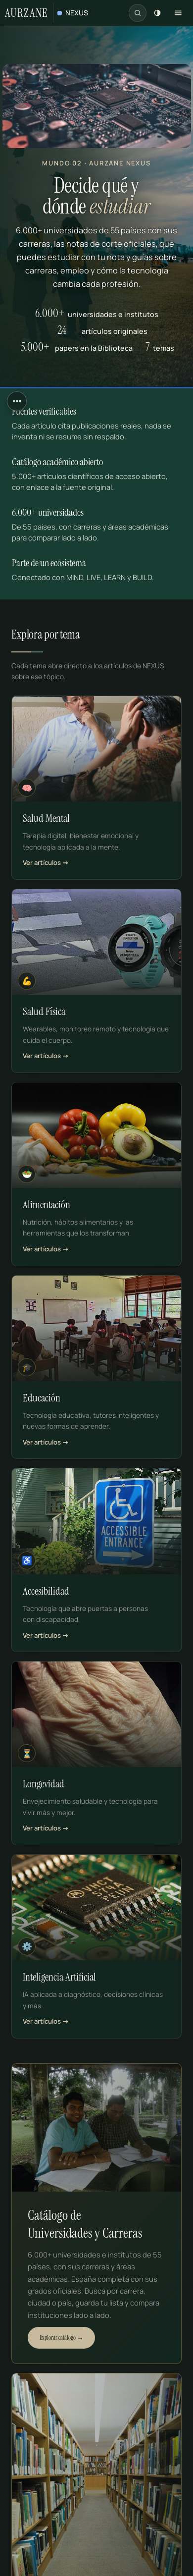 AURZANE NEXUS
MUNDO 02 · AURZANE NEXUS
Decide qué y
dónde estudiar
6.000+ universidades de 55 países con sus
carreras, las notas de corte oficiales, qué
puedes estudiar con tu nota y guías sobre
carreras, empleo y cómo la tecnología
cambia cada profesión.
6.000+ universidades e institutos
24 artículos originales
5.000+ papers en la Biblioteca 7 temas
Fuentes verificables
Cada artículo cita publicaciones reales, nada se
inventa ni se resume sin respaldo.
Catálogo académico abierto
5.000+ artículos científicos de acceso abierto,
con enlace a la fuente original.
6.000+ universidades
De 55 países, con carreras y áreas académicas
para comparar lado a lado.
Parte de un ecosistema
Conectado con MIND, LIVE, LEARN y BUILD.
Explora por tema
Cada tema abre directo a los artículos de NEXUS
sobre ese tópico.
Salud Mental
Terapia digital, bienestar emocional y
tecnología aplicada a la mente.
Ver artículos →
Salud Física
Wearables, monitoreo remoto y tecnología que
cuida el cuerpo.
Ver artículos →
Alimentación
Nutrición, hábitos alimentarios y las
herramientas que los transforman.
Ver artículos →
Educación
Tecnología educativa, tutores inteligentes y
nuevas formas de aprender.
Ver artículos →
ACCESSIBLE
ENTRANCE
Accesibilidad
Tecnología que abre puertas a personas
con discapacidad.
Ver artículos →
Longevidad
Envejecimiento saludable y tecnología para
vivir más y mejor.
Ver artículos →
Inteligencia Artificial
IA aplicada a diagnóstico, decisiones clínicas
y más.
Ver artículos →
Catálogo de
Universidades y Carreras
6.000+ universidades e institutos de 55
países, con sus carreras y áreas
académicas. España completa con sus
grados oficiales. Busca por carrera,
ciudad o país, guarda tu lista y compara
instituciones lado a lado.
Explorar catálogo →